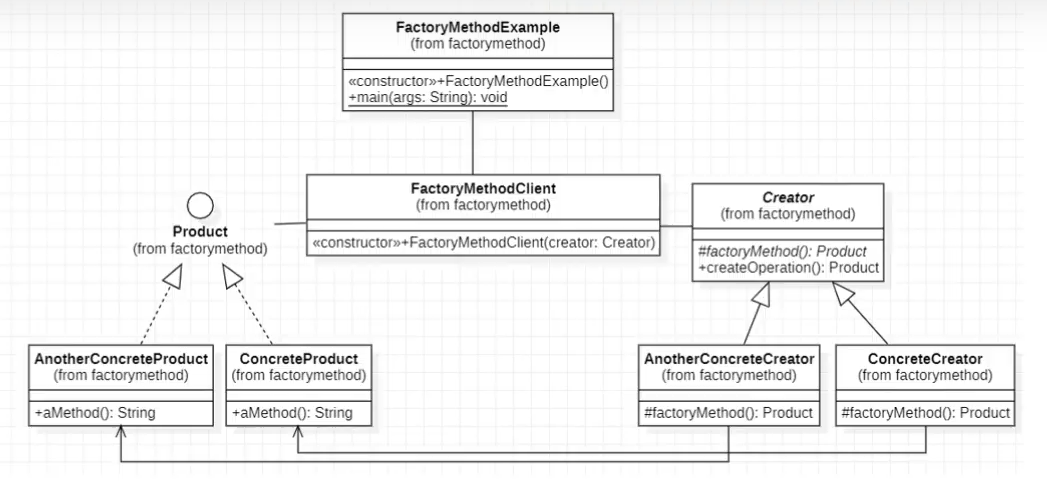 FactoryMethodExample
(from factorymethod)
«constructor»+FactoryMethodExample()
+main(args: String): void
FactoryMethodClient
(from factorymethod)
«constructor»+FactoryMethodClient(creator: Creator)
Product
(from factorymethod)
Creator
(from factorymethod)
#factoryMethod(): Product
+createOperation(): Product
AnotherConcreteProduct
(from factorymethod)
+aMethod(): String
ConcreteProduct
(from factorymethod)
+aMethod(): String
AnotherConcreteCreator
(from factorymethod)
#factoryMethod(): Product
ConcreteCreator
(from factorymethod)
#factoryMethod(): Product